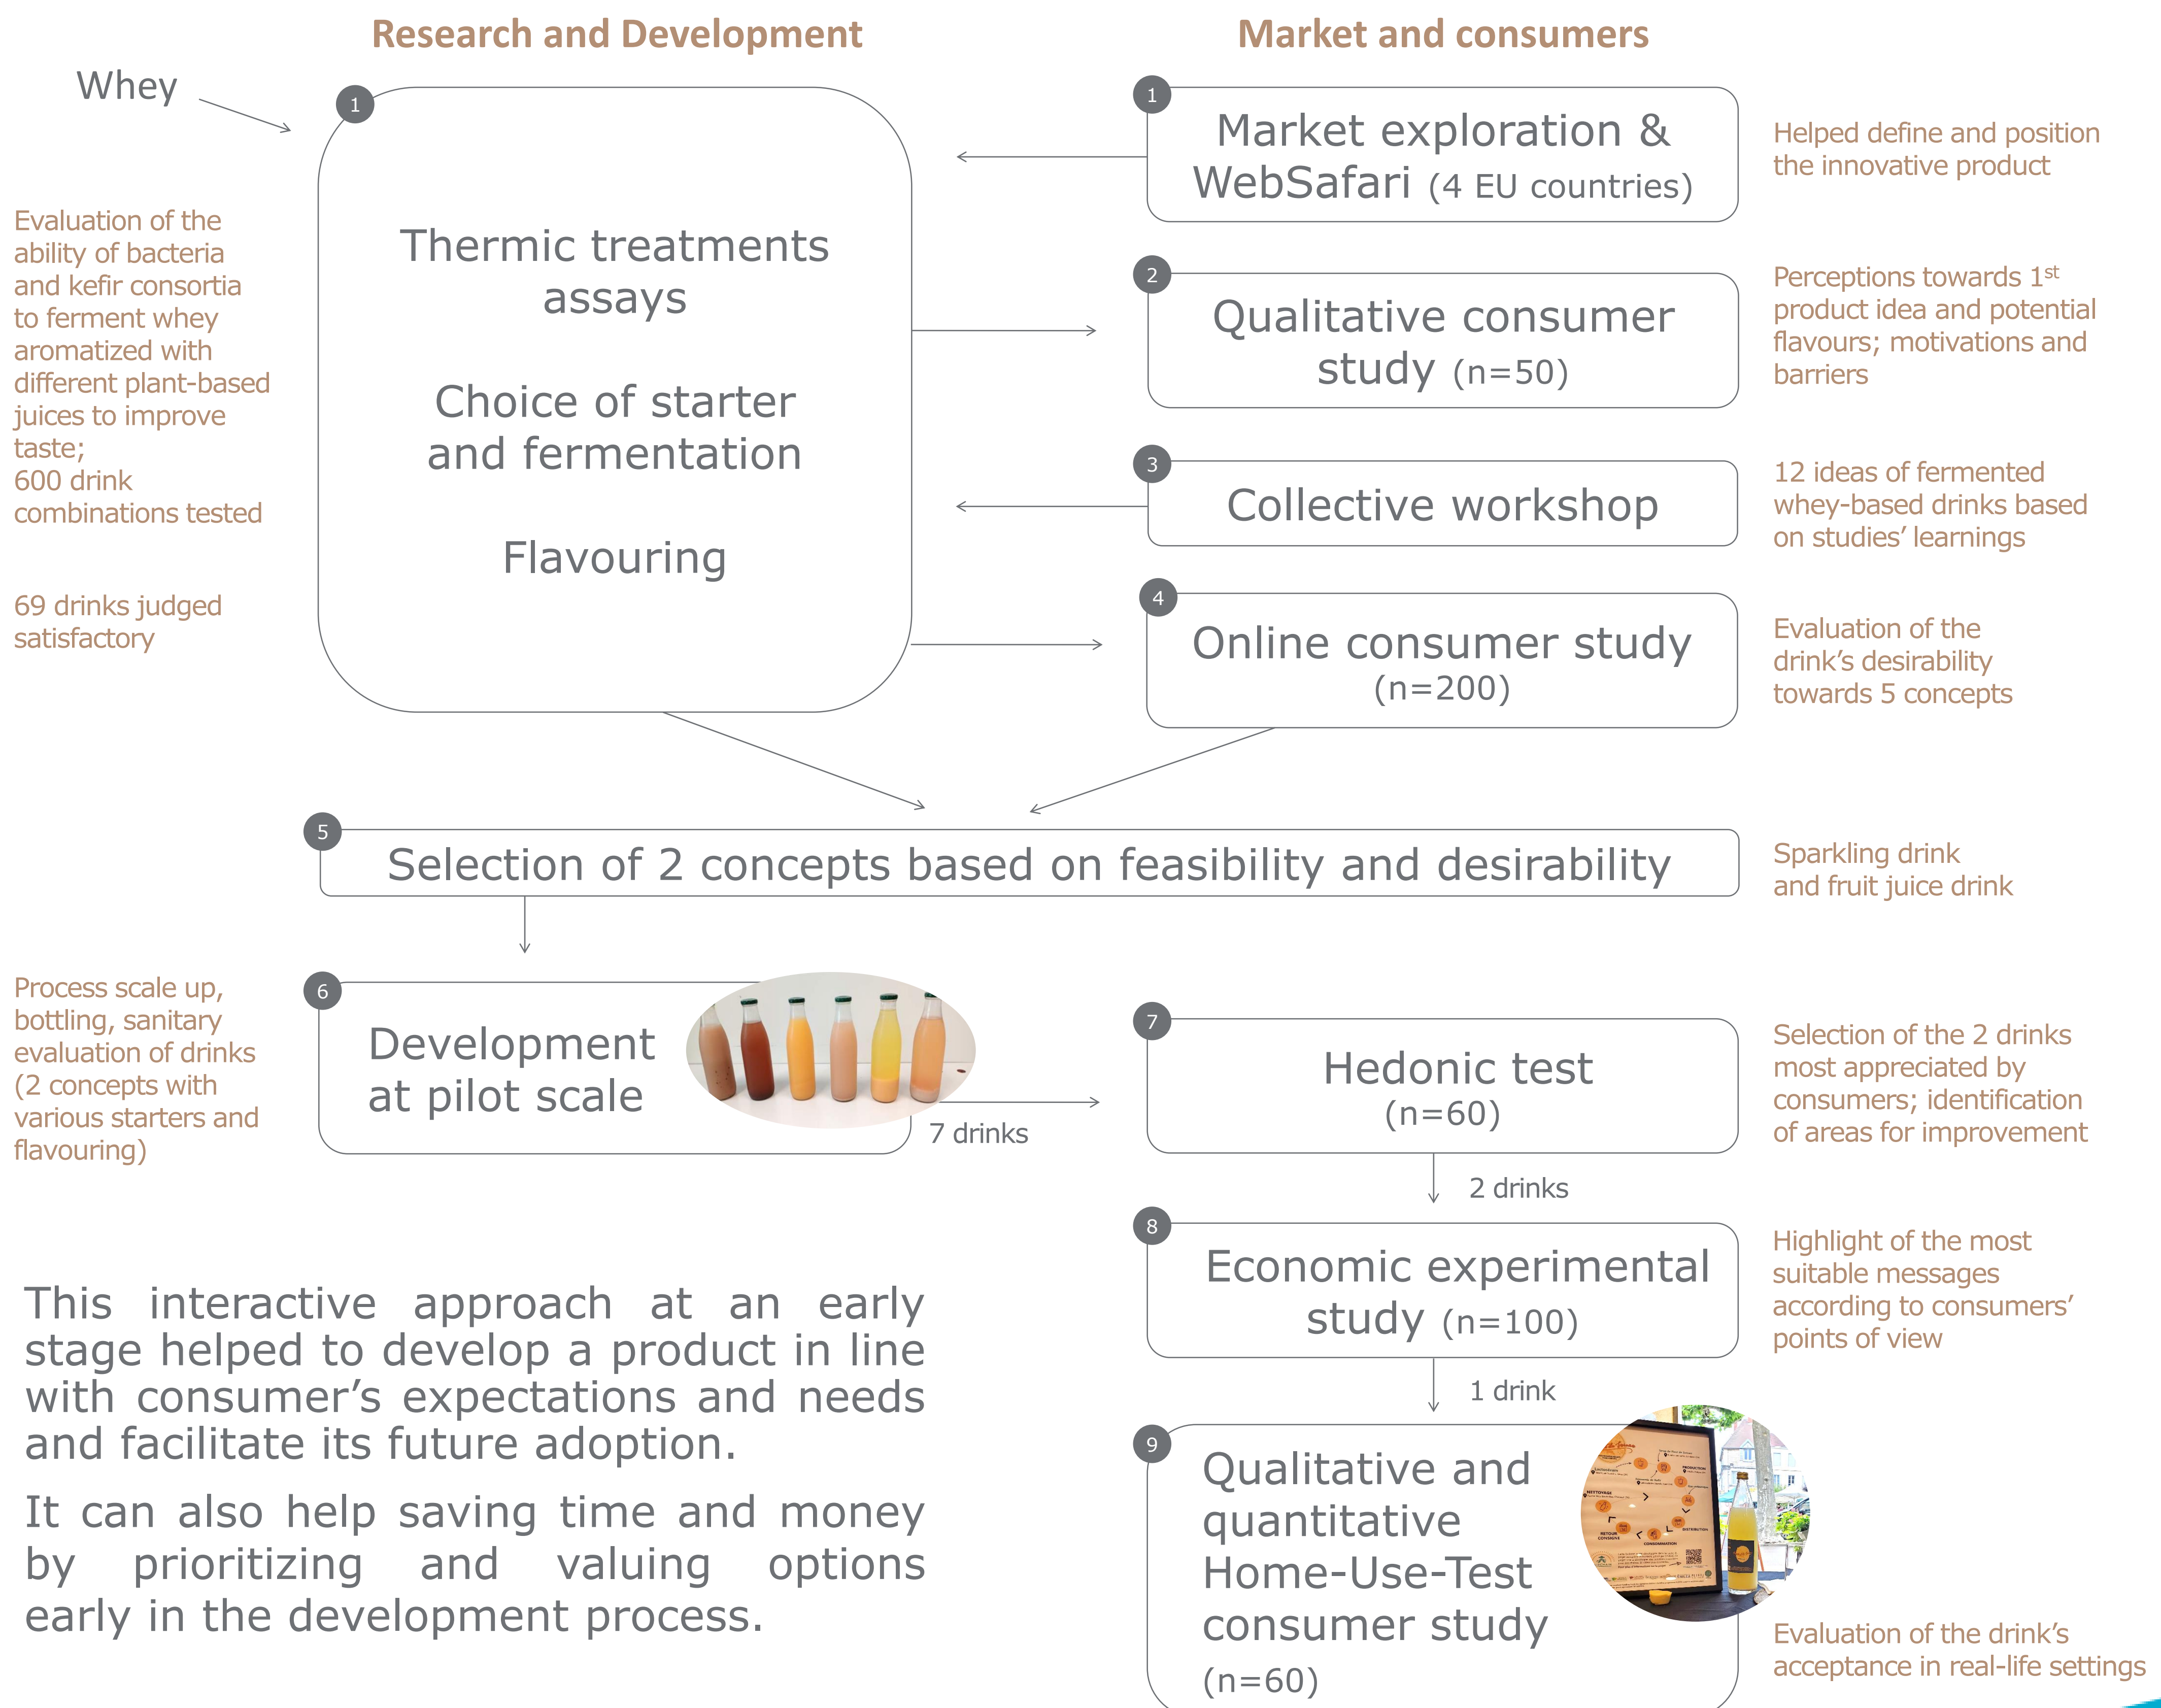 Research and Development
Market and consumers
Whey
1
Thermic treatments
assays
Choice of starter
and fermentation
Flavouring
Evaluation of the
ability of bacteria
and kefir consortia
to ferment whey
aromatized with
different plant-based
juices to improve
taste;
600 drink
combinations tested
69 drinks judged
satisfactory
1
Market exploration &
WebSafari (4 EU countries)
Helped define and position
the innovative product
2
Qualitative consumer
study (n=50)
Perceptions towards 1st
product idea and potential
flavours; motivations and
barriers
3
Collective workshop
12 ideas of fermented
whey-based drinks based
on studies’ learnings
4
Online consumer study
(n=200)
Evaluation of the
drink’s desirability
towards 5 concepts
5
Selection of 2 concepts based on feasibility and desirability
Sparkling drink
and fruit juice drink
Process scale up,
bottling, sanitary
evaluation of drinks
(2 concepts with
various starters and
flavouring)
6
Development
at pilot scale
7 drinks
7
Hedonic test
(n=60)
Selection of the 2 drinks
most appreciated by
consumers; identification
of areas for improvement
2 drinks
8
Economic experimental
study (n=100)
Highlight of the most
suitable messages
according to consumers’
points of view
1 drink
9
Qualitative and
quantitative
Home-Use-Test
consumer study
(n=60)
PRODUCTION
NETTOYAGE
DISTRIBUTION
RETOUR
CONSIGNE
CONSOMMATION
Evaluation of the drink’s
acceptance in real-life settings
This interactive approach at an early
stage helped to develop a product in line
with consumer’s expectations and needs
and facilitate its future adoption.
It can also help saving time and money
by prioritizing and valuing options
early in the development process.